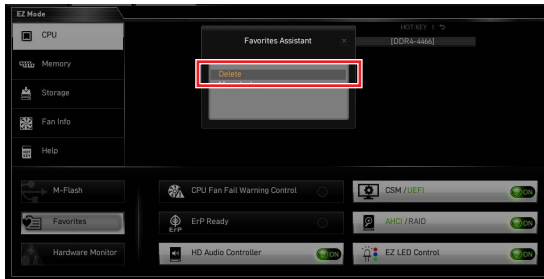 EZ Mode
HOT KEY | ↩
CPU
Favorites Assistant ×
[DDR4-4466]
Memory
Delete
Storage
Fan Info
Help
M-Flash
CPU Fan Fail Warning Control
CSM /UEFI
ON
Favorites
ErP
ErP Ready
AHCI /RAID
ON
Hardware Monitor
HD Audio Controller
ON
EZ LED Control
ON